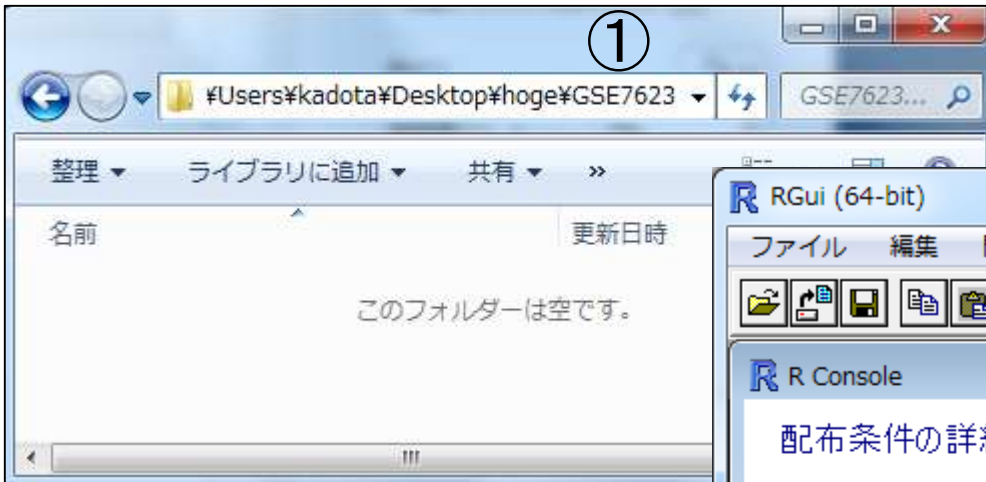 ①
¥Users¥kadota¥Desktop¥hoge¥GSE7623
GSE7623...
整理 ライブラリに追加 共有 »
名前 更新日時
このフォルダーは空です。
RGui (64-bit)
ファイル 編集
R Console
配布条件の詳